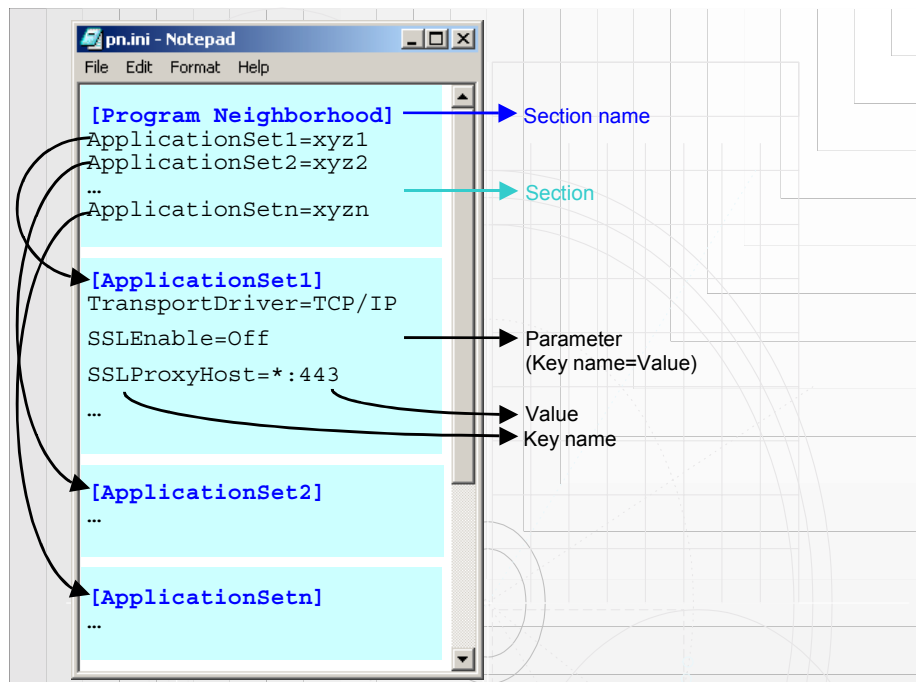 pn.ini - Notepad
File Edit Format Help
[Program Neighborhood]
ApplicationSet1=xyz1
ApplicationSet2=xyz2
…
ApplicationSetn=xyzn
Section name
Section
[ApplicationSet1]
TransportDriver=TCP/IP
SSLEnable=Off
SSLProxyHost=*:443
…
Parameter
(Key name=Value)
Value
Key name
[ApplicationSet2]
…
[ApplicationSetn]
…